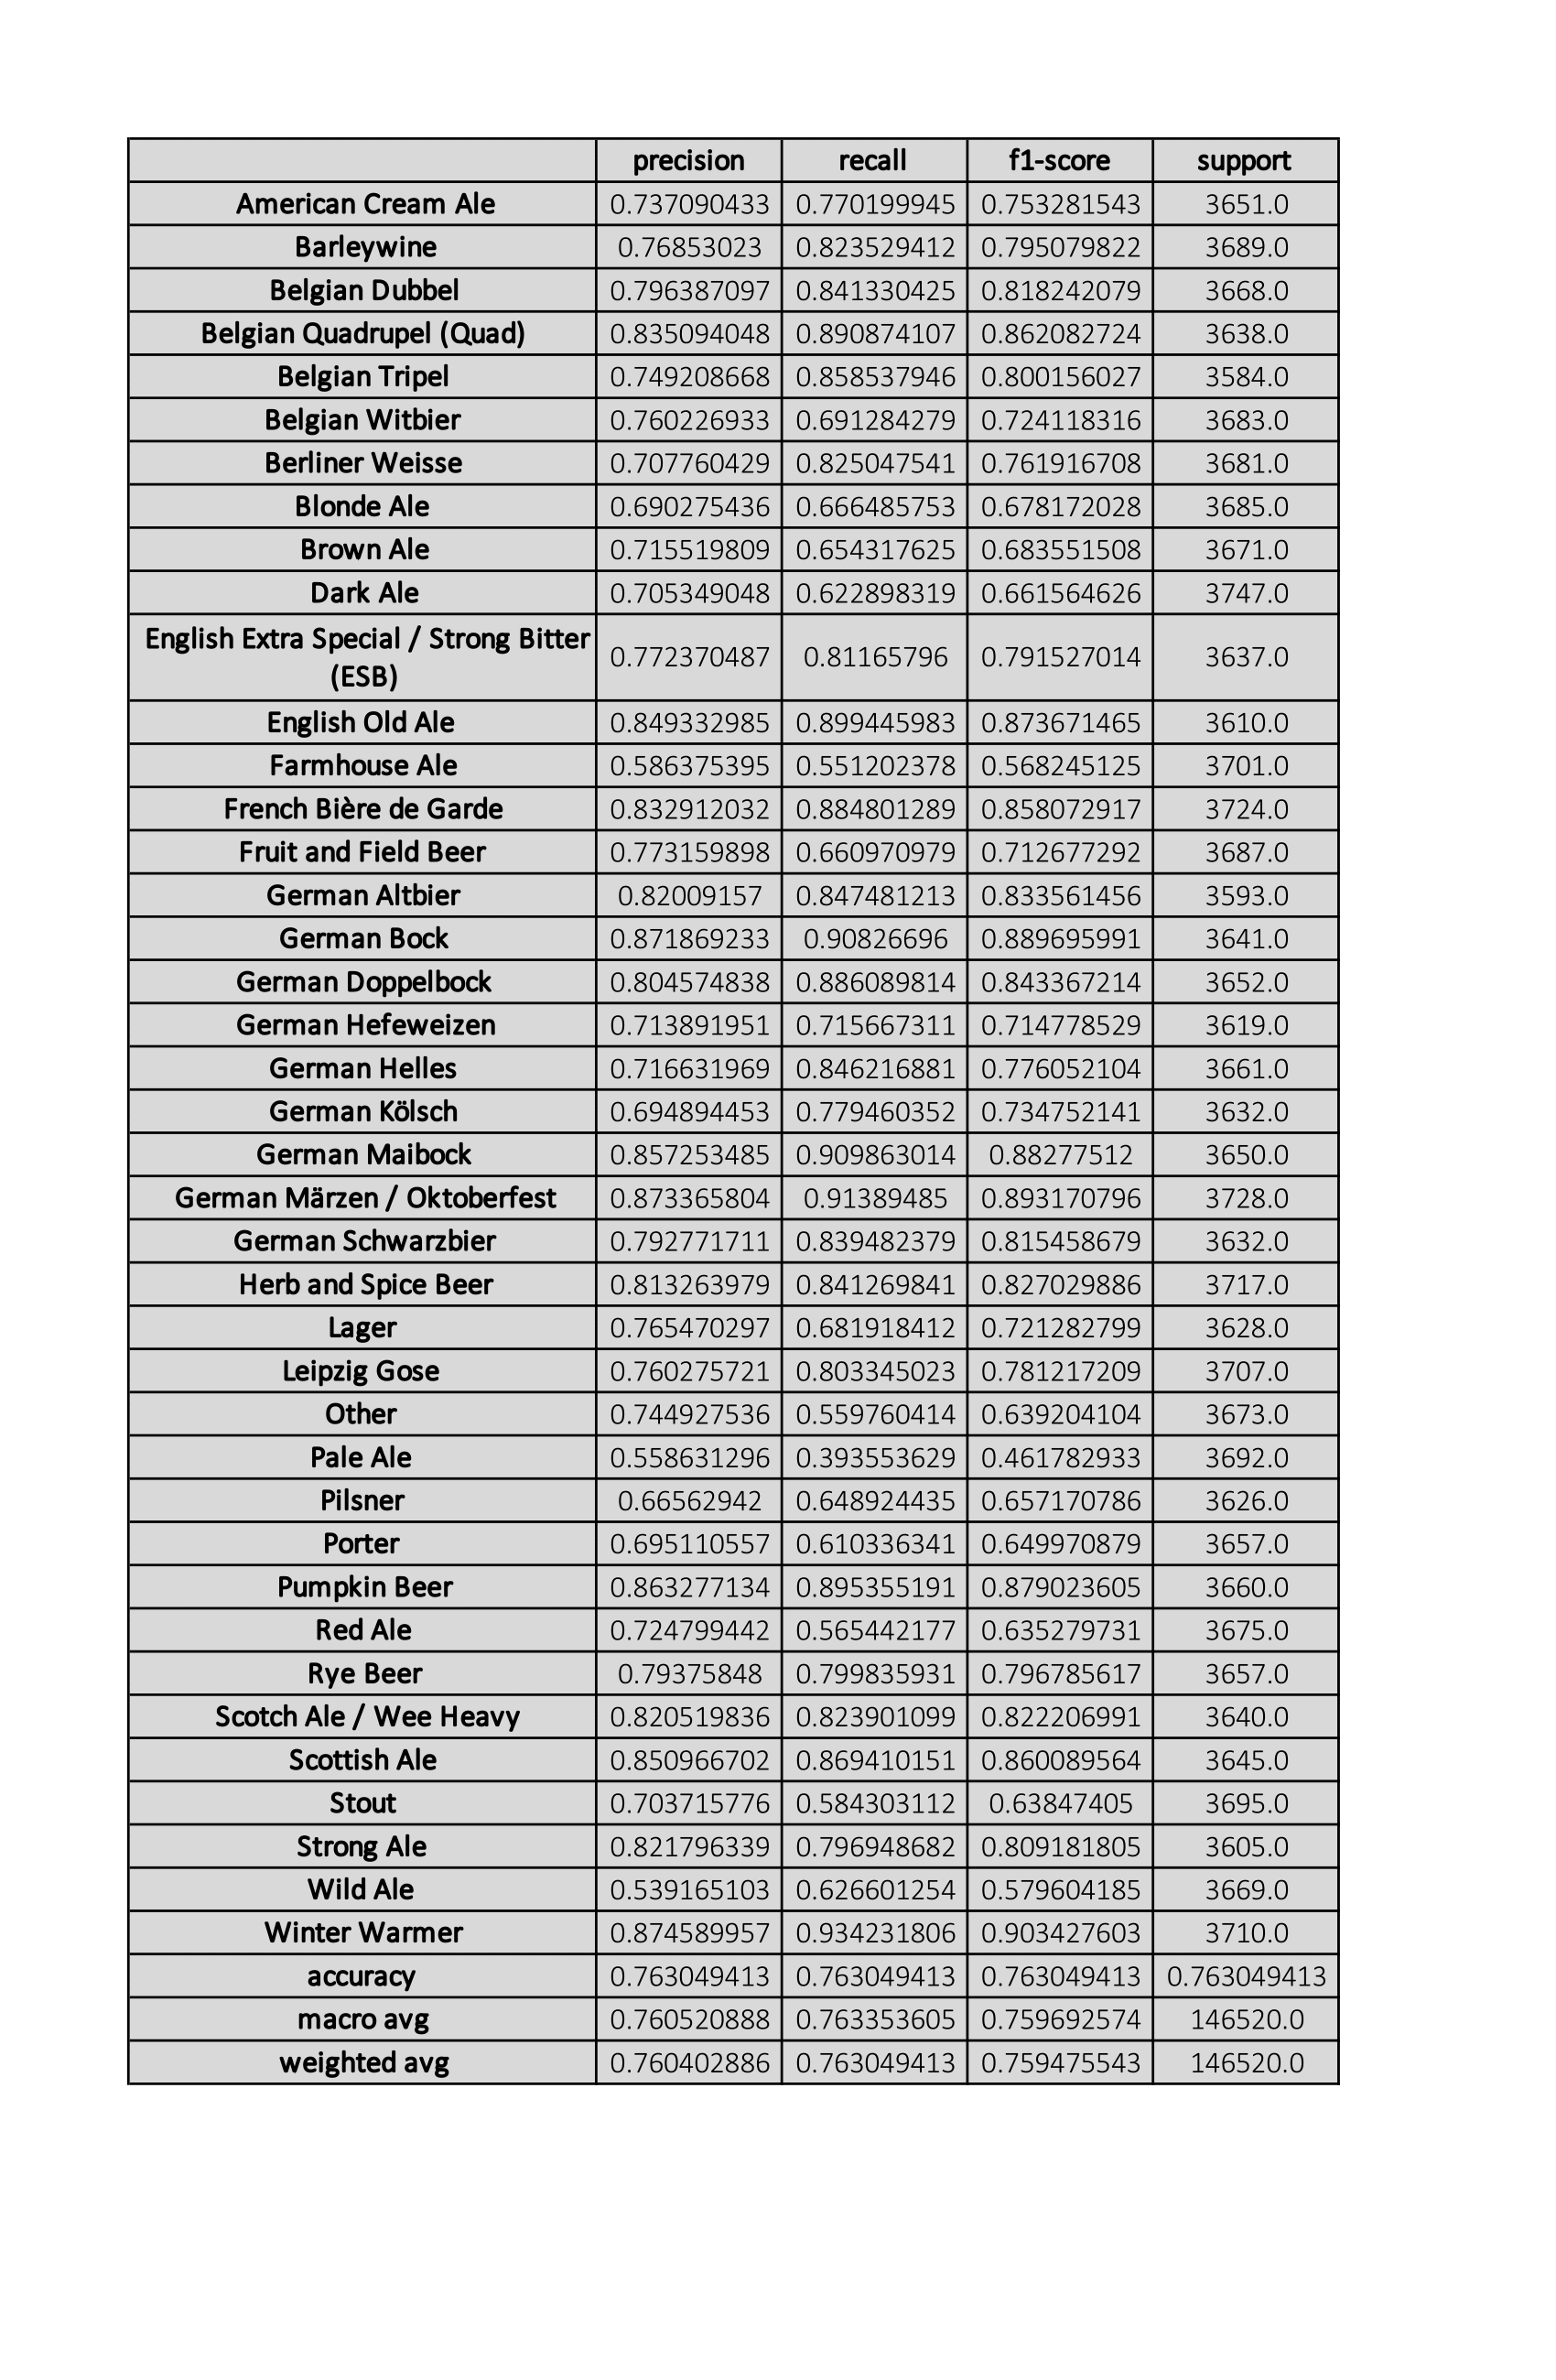 precision recall f1-score support
American Cream Ale 0.737090433 0.770199945 0.753281543 3651.0
Barleywine 0.76853023 0.823529412 0.795079822 3689.0
Belgian Dubbel 0.796387097 0.841330425 0.818242079 3668.0
Belgian Quadrupel (Quad) 0.835094048 0.890874107 0.862082724 3638.0
Belgian Tripel 0.749208668 0.858537946 0.800156027 3584.0
Belgian Witbier 0.760226933 0.691284279 0.724118316 3683.0
Berliner Weisse 0.707760429 0.825047541 0.761916708 3681.0
Blonde Ale 0.690275436 0.666485753 0.678172028 3685.0
Brown Ale 0.715519809 0.654317625 0.683551508 3671.0
Dark Ale 0.705349048 0.622898319 0.661564626 3747.0
English Extra Special / Strong Bitter
(ESB) 0.772370487 0.81165796 0.791527014 3637.0
English Old Ale 0.849332985 0.899445983 0.873671465 3610.0
Farmhouse Ale 0.586375395 0.551202378 0.568245125 3701.0
French Bière de Garde 0.832912032 0.884801289 0.858072917 3724.0
Fruit and Field Beer 0.773159898 0.660970979 0.712677292 3687.0
German Altbier 0.82009157 0.847481213 0.833561456 3593.0
German Bock 0.871869233 0.90826696 0.889695991 3641.0
German Doppelbock 0.804574838 0.886089814 0.843367214 3652.0
German Hefeweizen 0.713891951 0.715667311 0.714778529 3619.0
German Helles 0.716631969 0.846216881 0.776052104 3661.0
German Kölsch 0.694894453 0.779460352 0.734752141 3632.0
German Maibock 0.857253485 0.909863014 0.88277512 3650.0
German Märzen / Oktoberfest 0.873365804 0.91389485 0.893170796 3728.0
German Schwarzbier 0.792771711 0.839482379 0.815458679 3632.0
Herb and Spice Beer 0.813263979 0.841269841 0.827029886 3717.0
Lager 0.765470297 0.681918412 0.721282799 3628.0
Leipzig Gose 0.760275721 0.803345023 0.781217209 3707.0
Other 0.744927536 0.559760414 0.639204104 3673.0
Pale Ale 0.558631296 0.393553629 0.461782933 3692.0
Pilsner 0.66562942 0.648924435 0.657170786 3626.0
Porter 0.695110557 0.610336341 0.649970879 3657.0
Pumpkin Beer 0.863277134 0.895355191 0.879023605 3660.0
Red Ale 0.724799442 0.565442177 0.635279731 3675.0
Rye Beer 0.79375848 0.799835931 0.796785617 3657.0
Scotch Ale / Wee Heavy 0.820519836 0.823901099 0.822206991 3640.0
Scottish Ale 0.850966702 0.869410151 0.860089564 3645.0
Stout 0.703715776 0.584303112 0.63847405 3695.0
Strong Ale 0.821796339 0.796948682 0.809181805 3605.0
Wild Ale 0.539165103 0.626601254 0.579604185 3669.0
Winter Warmer 0.874589957 0.934231806 0.903427603 3710.0
accuracy 0.763049413 0.763049413 0.763049413 0.763049413
macro avg 0.760520888 0.763353605 0.759692574 146520.0
weighted avg 0.760402886 0.763049413 0.759475543 146520.0